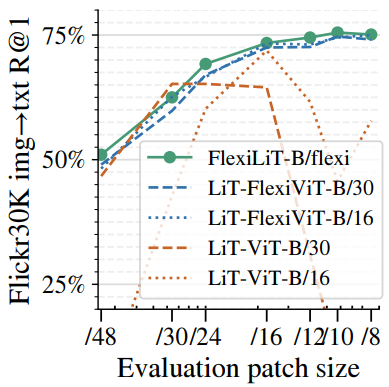 Flickr30K img→txt R@1
75%
50%
25%
FlexiLiT-B/flexi
LiT-FlexiViT-B/30
LiT-FlexiViT-B/16
LiT-ViT-B/30
LiT-ViT-B/16
/48 /30 /24 /16 /12 /10 /8
Evaluation patch size